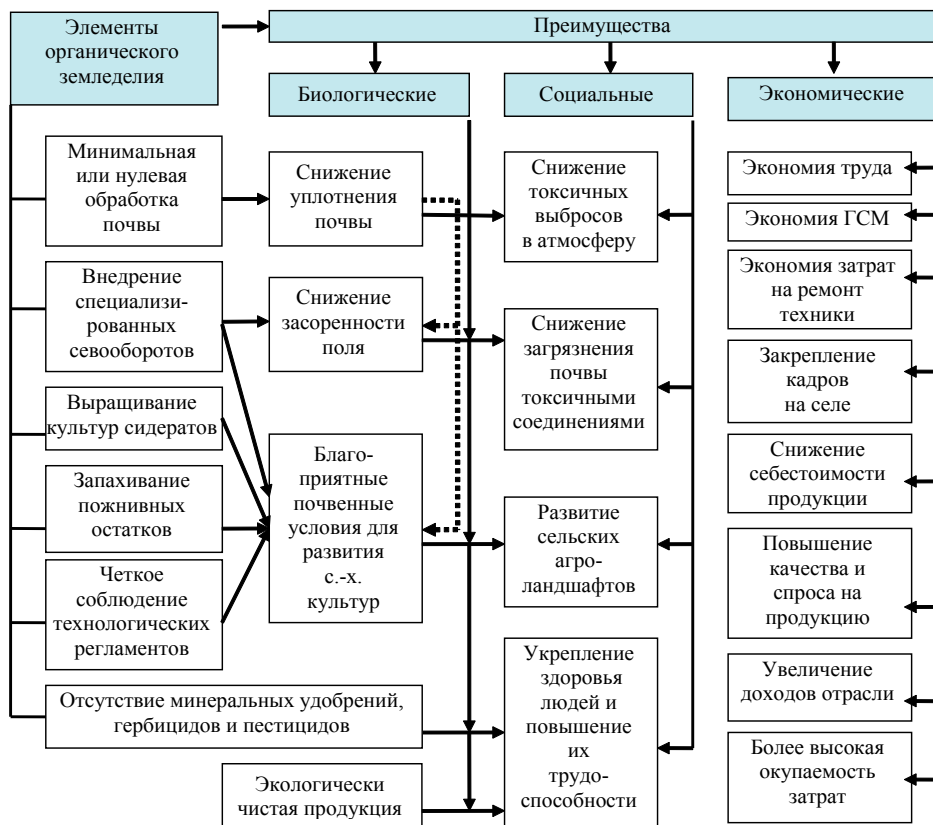 Элементы
органического
земледелия
Преимущества
Биологические
Социальные
Экономические
Минимальная
или нулевая
обработка
почвы
Снижение
уплотнения
почвы
Снижение
токсичных
выбросов
в атмосферу
Экономия труда
Экономия ГСМ
Внедрение
специализи-
рованных
севооборотов
Снижение
засоренности
поля
Снижение
загрязнения
почвы
токсичными
соединениями
Экономия затрат
на ремонт
техники
Закрепление
кадров
на селе
Выращивание
культур сидератов
Запахивание
пожнивных
остатков
Четкое
соблюдение
технологических
регламентов
Благо-
приятные
почвенные
условия для
развития
с.-х.
культур
Развитие
сельских
агро-
ландшафтов
Снижение
себестоимости
продукции
Повышение
качества и
спроса на
продукцию
Отсутствие минеральных удобрений,
гербицидов и пестицидов
Экологически
чистая продукция
Укрепление
здоровья
людей и
повышение
их
трудо-
способности
Увеличение
доходов отрасли
Более высокая
окупаемость
затрат